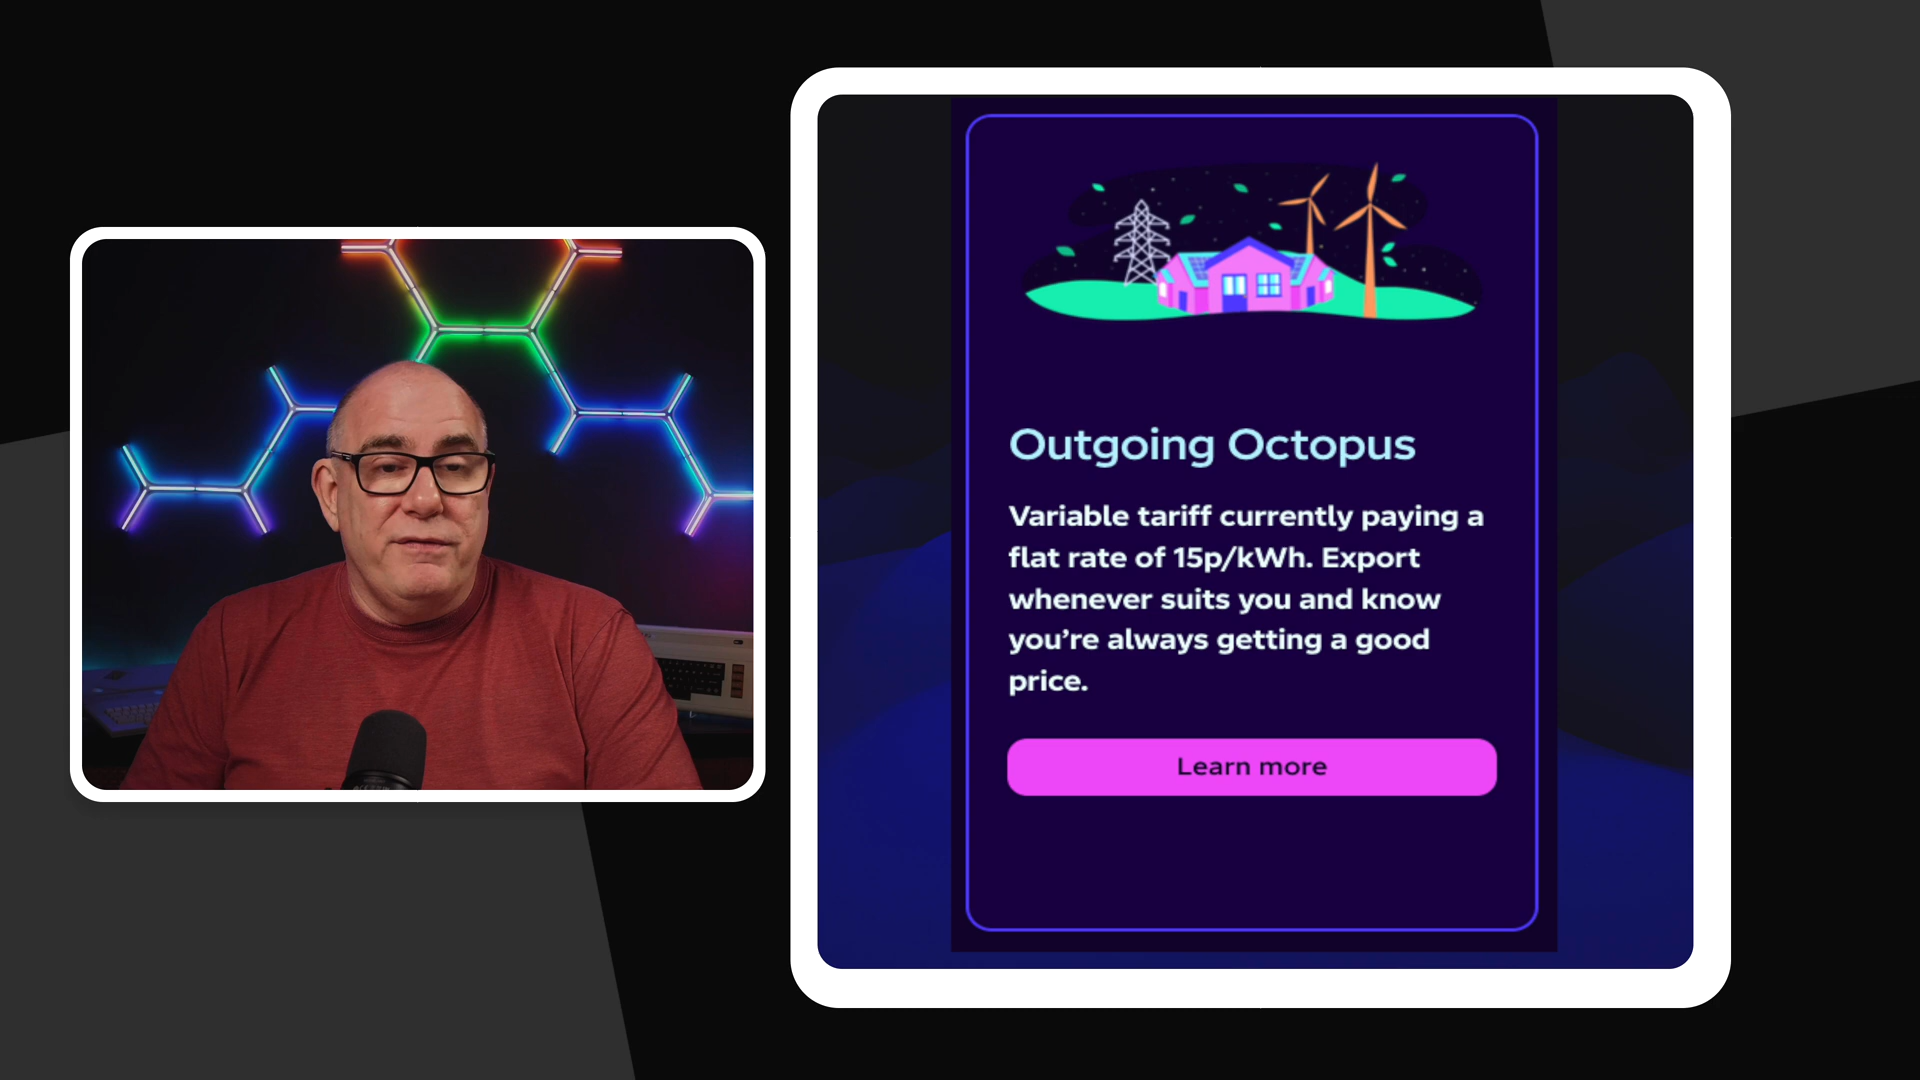 Outgoing Octopus
Variable tariff currently paying a
flat rate of 15p/kWh. Export
whenever suits you and know
you’re always getting a good
price.
Learn more